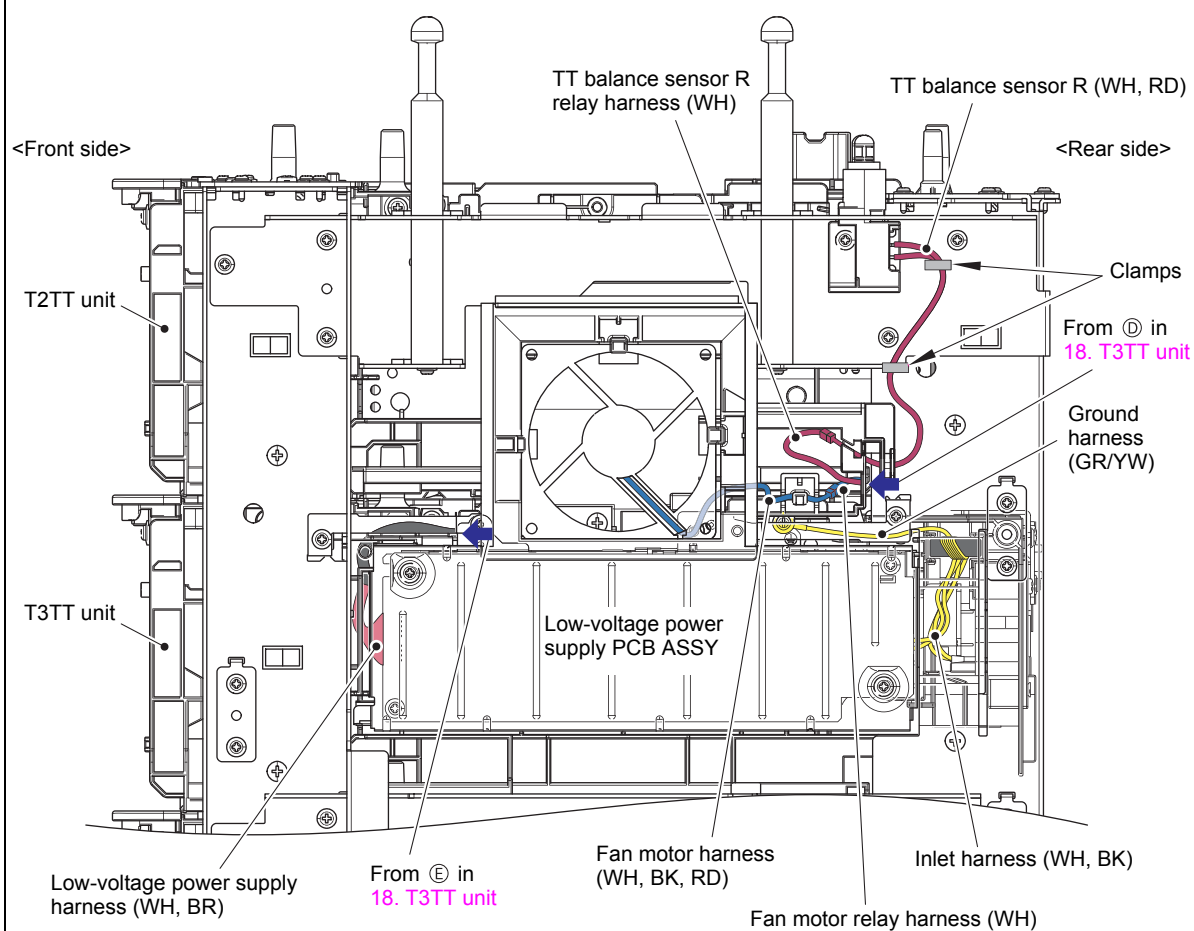 TT balance sensor R
relay harness (WH)
TT balance sensor R (WH, RD)
<Front side>
<Rear side>
Clamps
T2TT unit
From Ⓓ in
18. T3TT unit
Ground
harness
(GR/YW)
T3TT unit
Low-voltage power
supply PCB ASSY
Low-voltage power supply
harness (WH, BR)
From Ⓔ in
18. T3TT unit
Fan motor harness
(WH, BK, RD)
Inlet harness (WH, BK)
Fan motor relay harness (WH)